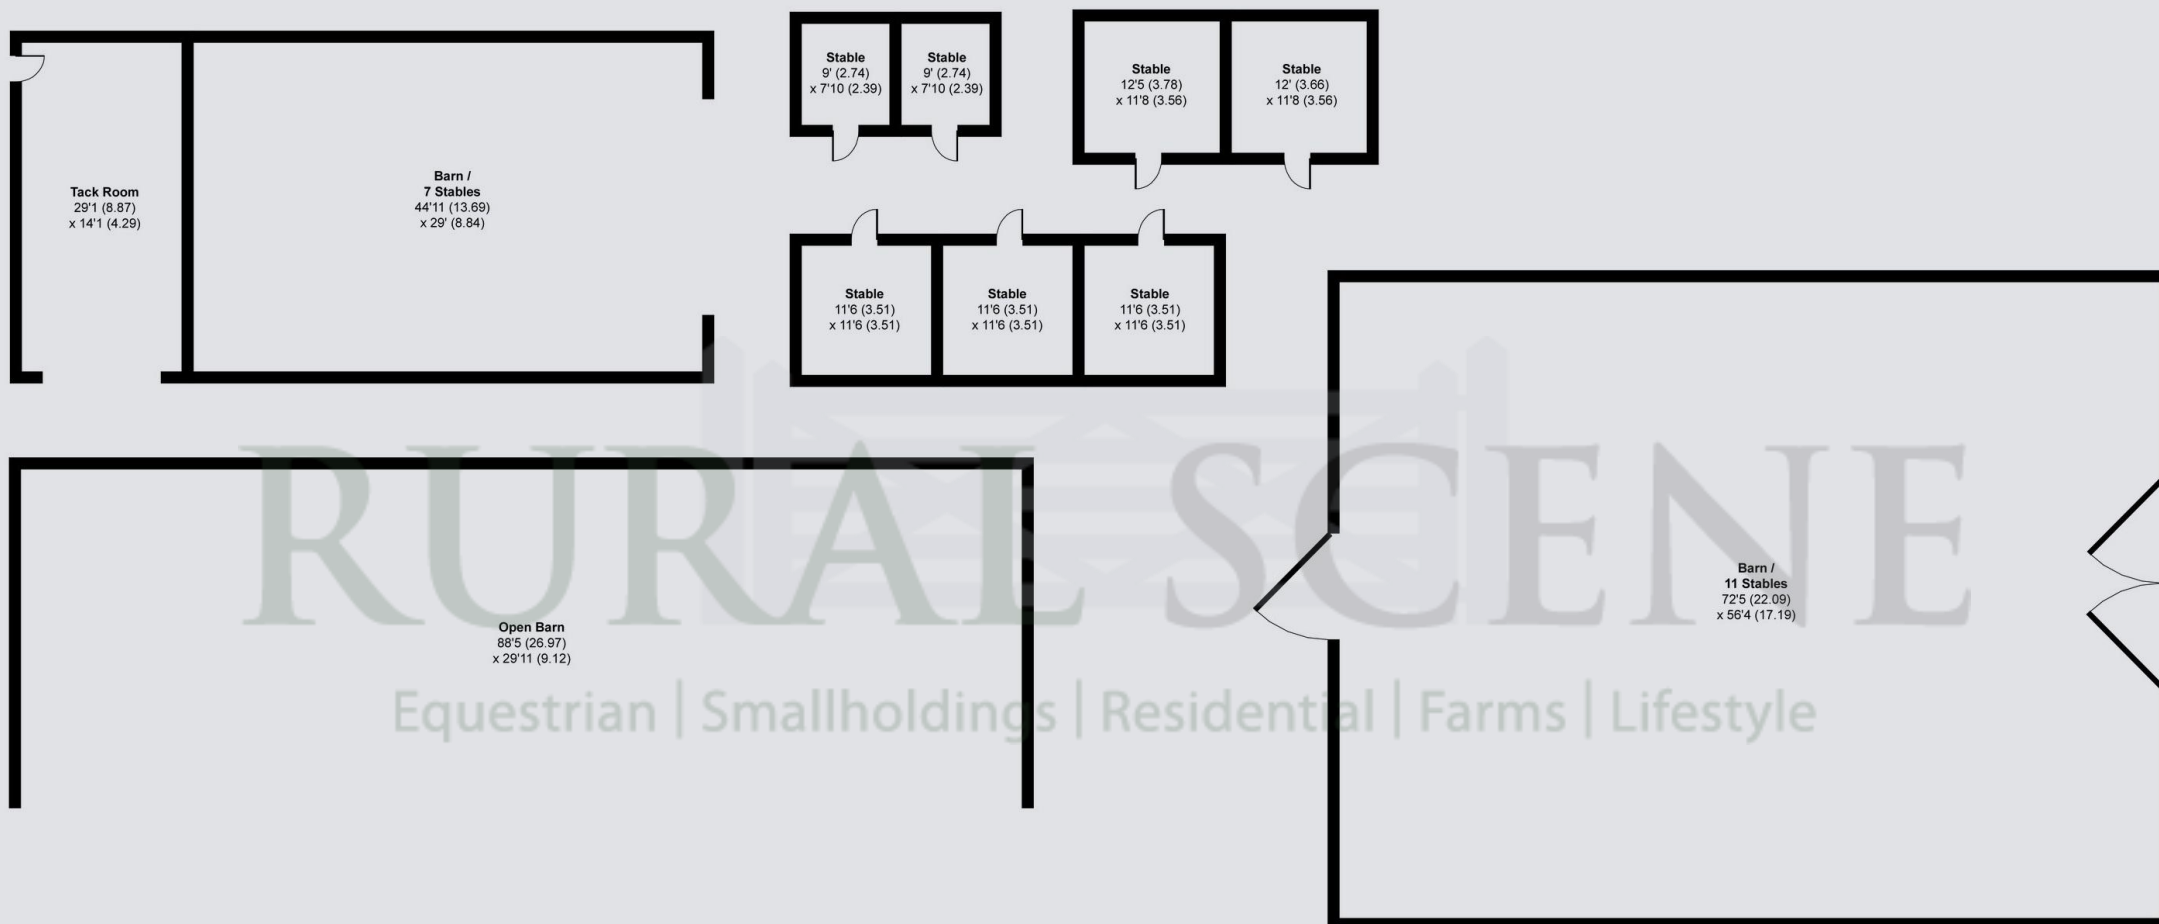 Stable
9' (2.74)
x 7'10 (2.39)
Stable
9' (2.74)
x 7'10 (2.39)
Stable
12'5 (3.78)
x 11'8 (3.56)
Stable
12' (3.66)
x 11'8 (3.56)
Tack Room
29'1 (8.87)
x 14'1 (4.29)
Barn /
7 Stables
44'11 (13.69)
x 29' (8.84)
Stable
11'6 (3.51)
x 11'6 (3.51)
Stable
11'6 (3.51)
x 11'6 (3.51)
Stable
11'6 (3.51)
x 11'6 (3.51)
RURAL SCENE
Equestrian | Smallholdings | Residential | Farms | Lifestyle
Open Barn
88'5 (26.97)
x 29'11 (9.12)
Barn /
11 Stables
72'5 (22.09)
x 56'4 (17.19)